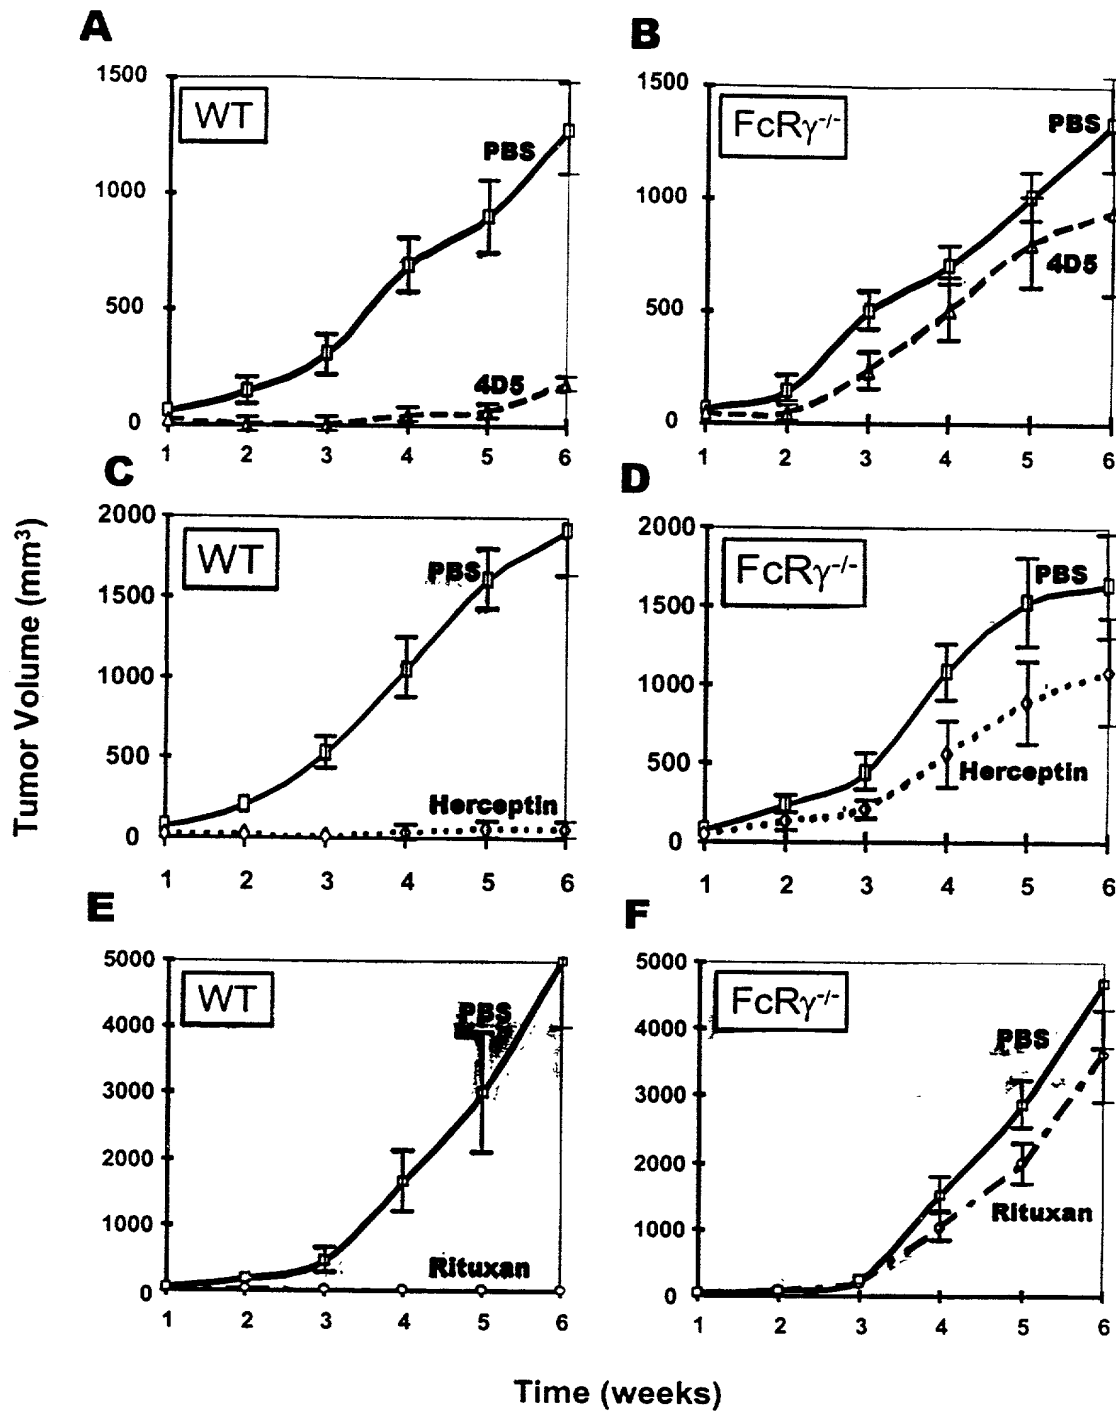 A
B
1500
1000
500
0
WT
PBS
4D5
1 2 3 4 5 6
1500
1000
500
0
FcRγ-/-
PBS
4D5
1 2 3 4 5 6
C
D
2000
1500
1000
500
0
WT
PBS
Herceptin
1 2 3 4 5 6
2000
1500
1000
500
0
FcRγ-/-
PBS
Herceptin
1 2 3 4 5 6
Tumor Volume (mm³)
E
F
5000
4000
3000
2000
1000
0
WT
PBS
Rituxan
1 2 3 4 5 6
5000
4000
3000
2000
1000
0
FcRγ-/-
PBS
Rituxan
1 2 3 4 5 6
Time (weeks)